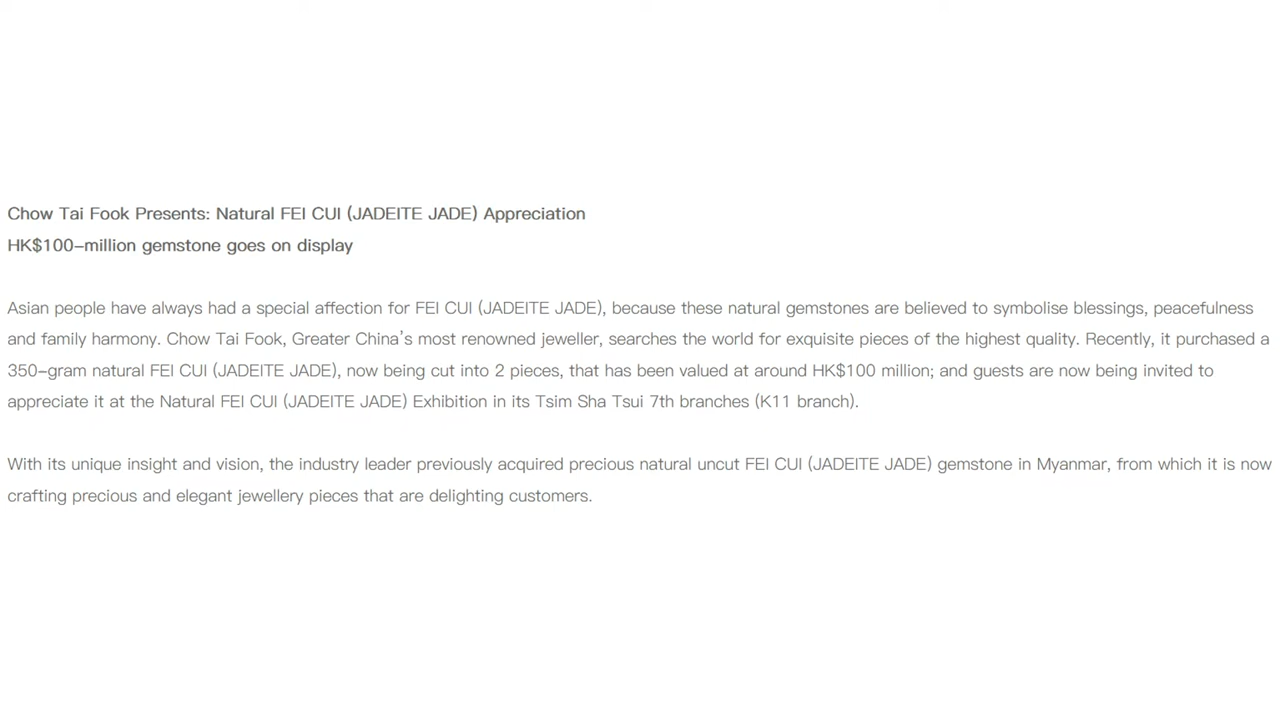 Chow Tai Fook Presents: Natural FEI CUI (JADEITE JADE) Appreciation
HK$100-million gemstone goes on display
Asian people have always had a special affection for FEI CUI (JADEITE JADE), because these natural gemstones are believed to symbolise blessings, peacefulness
and family harmony. Chow Tai Fook, Greater China's most renowned jeweller, searches the world for exquisite pieces of the highest quality. Recently, it purchased a
350-gram natural FEI CUI (JADEITE JADE), now being cut into 2 pieces, that has been valued at around HK$100 million; and guests are now being invited to
appreciate it at the Natural FEI CUI (JADEITE JADE) Exhibition in its Tsim Sha Tsui 7th branches (K11 branch).
With its unique insight and vision, the industry leader previously acquired precious natural uncut FEI CUI (JADEITE JADE) gemstone in Myanmar, from which it is now
crafting precious and elegant jewellery pieces that are delighting customers.